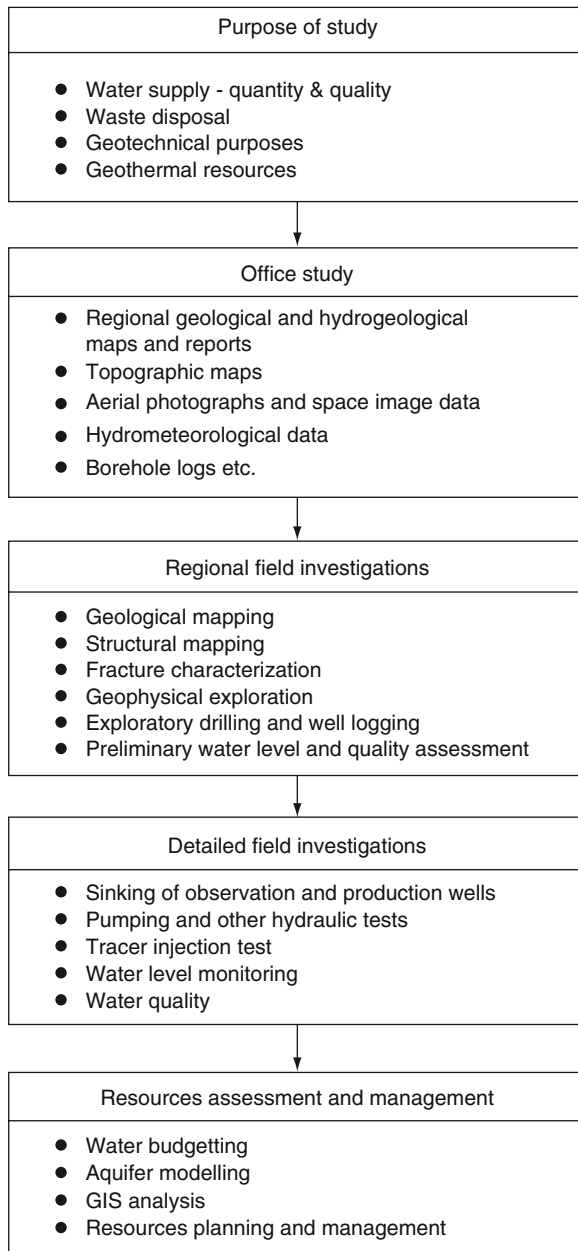 Purpose of study
● Water supply - quantity & quality
● Waste disposal
● Geotechnical purposes
● Geothermal resources
Office study
● Regional geological and hydrogeological
maps and reports
● Topographic maps
● Aerial photographs and space image data
● Hydrometeorological data
● Borehole logs etc.
Regional field investigations
● Geological mapping
● Structural mapping
● Fracture characterization
● Geophysical exploration
● Exploratory drilling and well logging
● Preliminary water level and quality assessment
Detailed field investigations
● Sinking of observation and production wells
● Pumping and other hydraulic tests
● Tracer injection test
● Water level monitoring
● Water quality
Resources assessment and management
● Water budgetting
● Aquifer modelling
● GIS analysis
● Resources planning and management